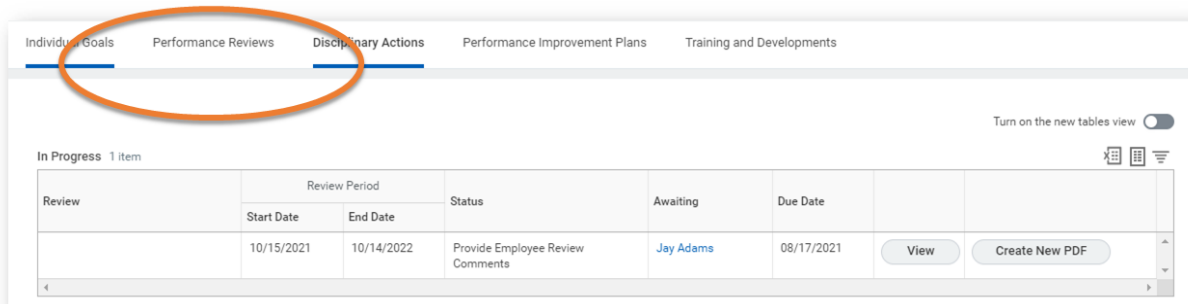 Individual Goals Performance Reviews Disciplinary Actions Performance Improvement Plans Training and Developments
Turn on the new tables view
In Progress 1 item
Review Review Period Status Awaiting Due Date
Start Date End Date
10/15/2021 10/14/2022 Provide Employee Review Jay Adams 08/17/2021 View Create New PDF
Comments